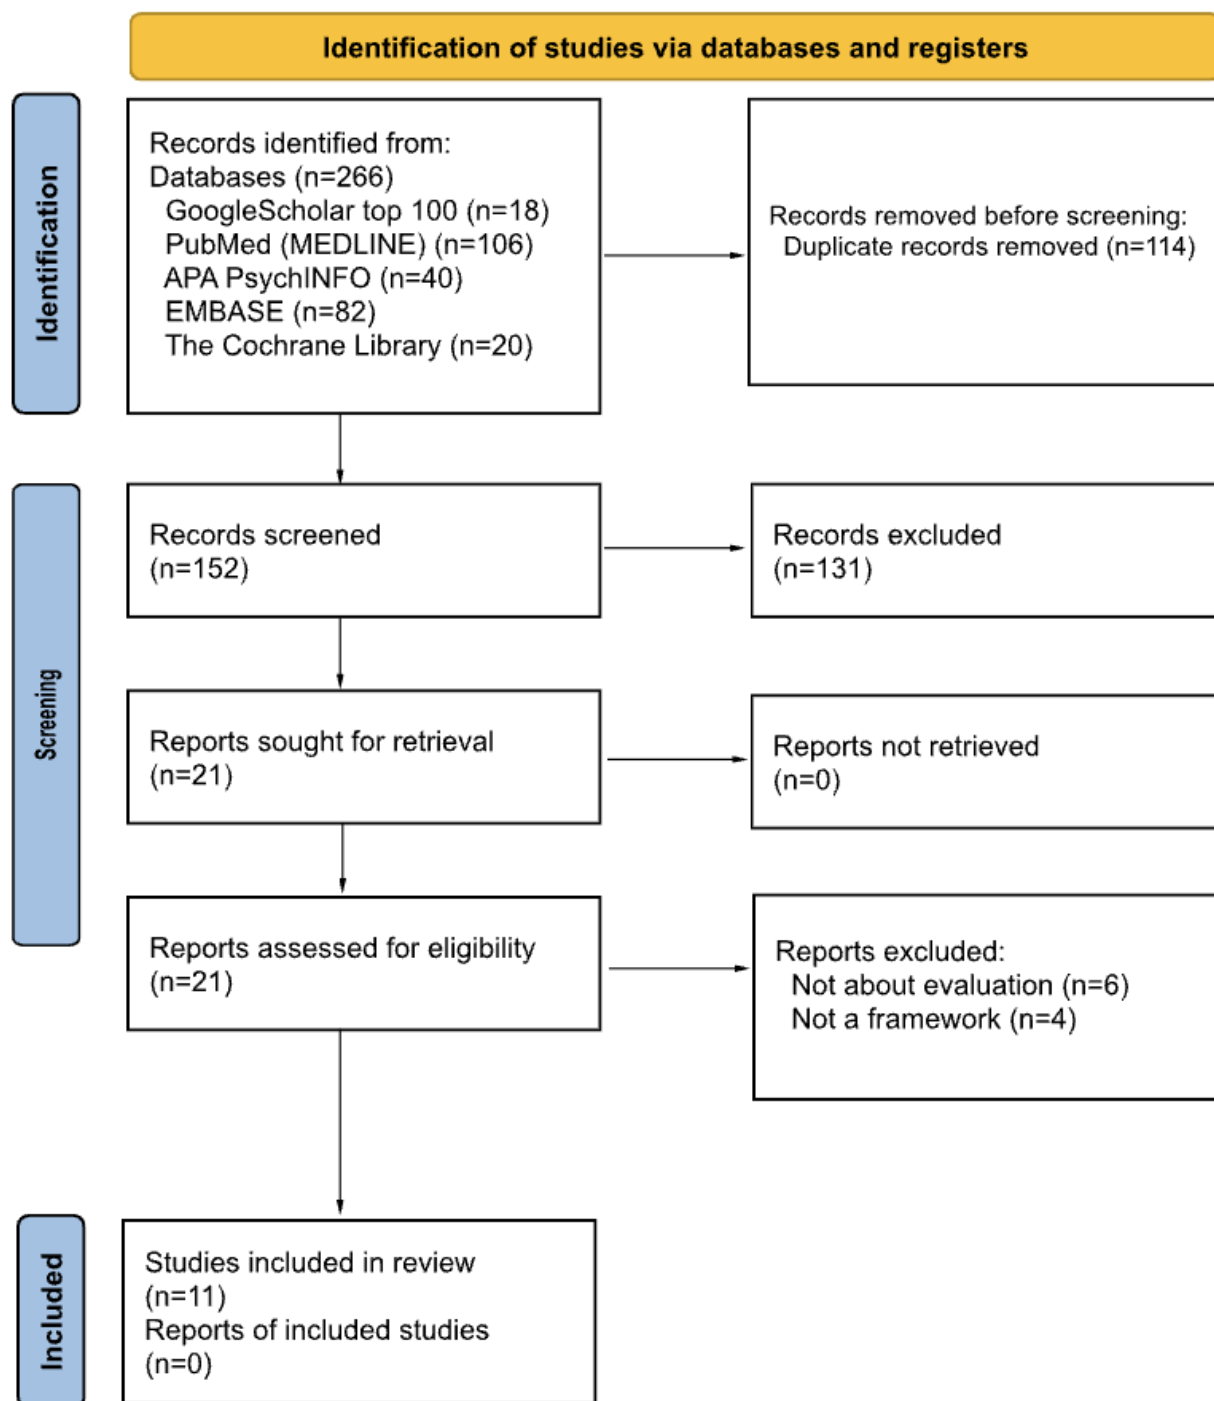 Identification of studies via databases and registers
Identification
Records identified from:
Databases (n=266)
GoogleScholar top 100 (n=18)
PubMed (MEDLINE) (n=106)
APA PsychINFO (n=40)
EMBASE (n=82)
The Cochrane Library (n=20)
Records removed before screening:
Duplicate records removed (n=114)
Screening
Records screened
(n=152)
Records excluded
(n=131)
Reports sought for retrieval
(n=21)
Reports not retrieved
(n=0)
Reports assessed for eligibility
(n=21)
Reports excluded:
Not about evaluation (n=6)
Not a framework (n=4)
Included
Studies included in review
(n=11)
Reports of included studies
(n=0)